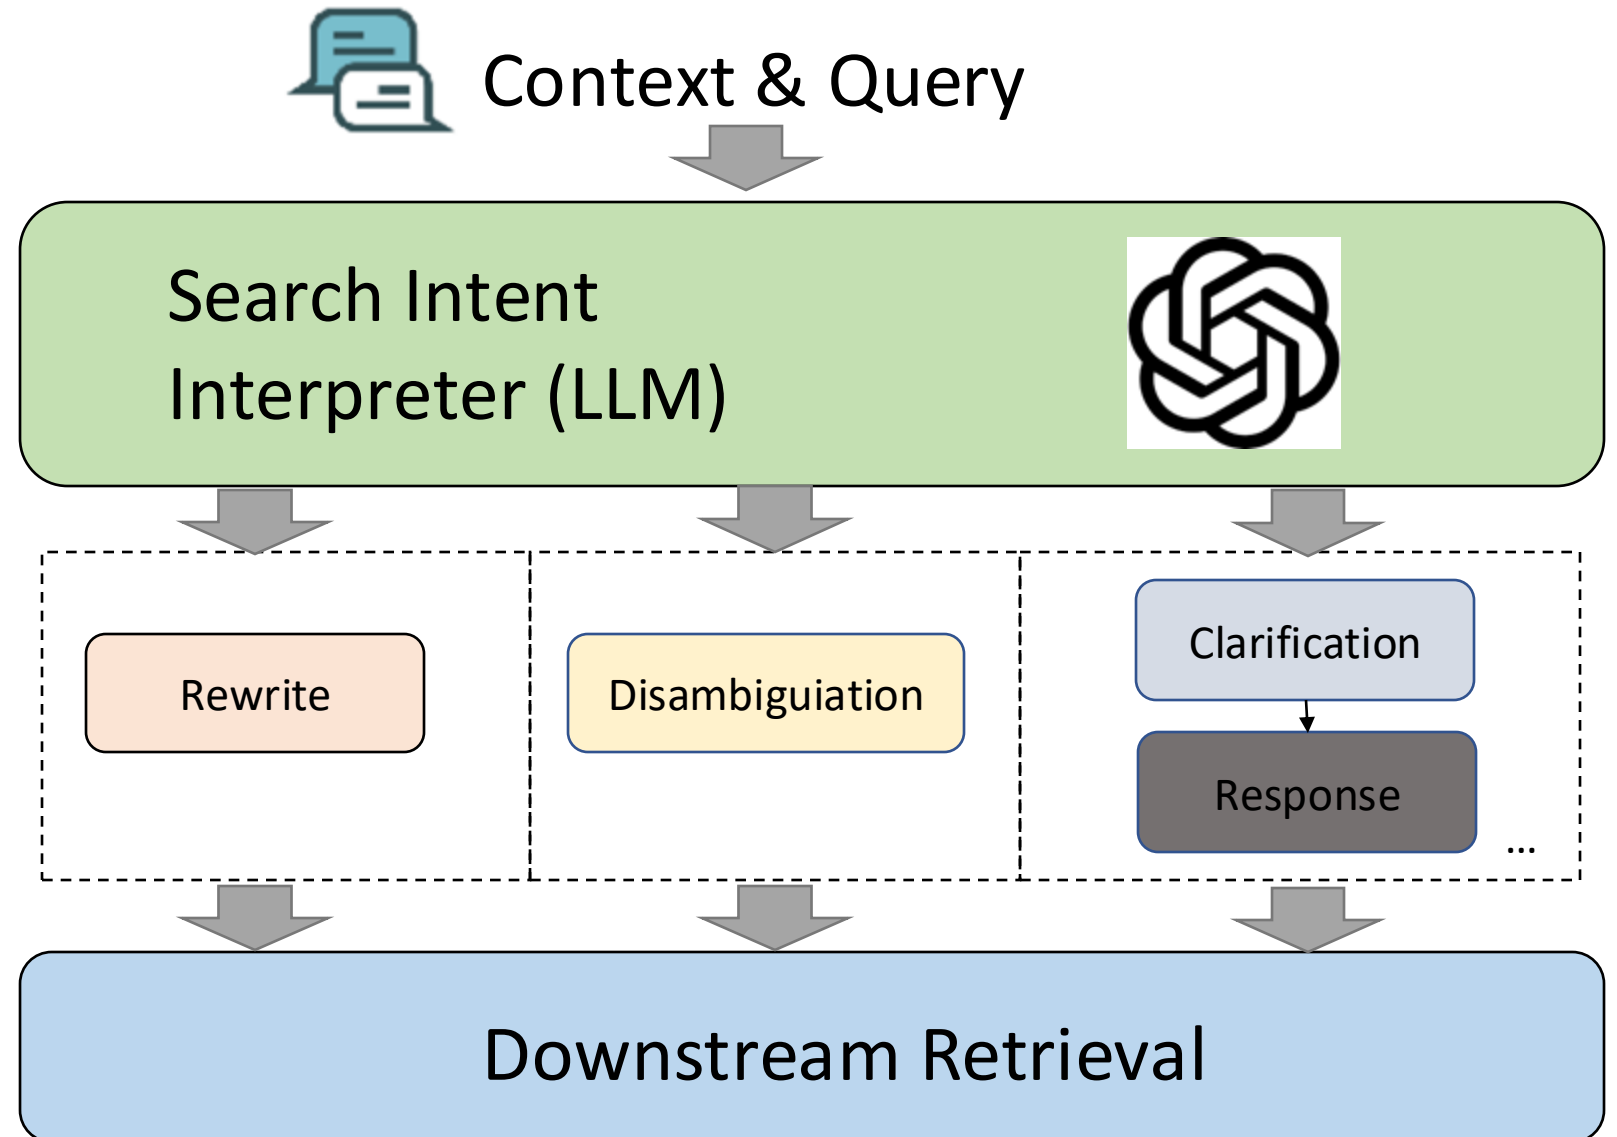 Context & Query
Search Intent
Interpreter (LLM)
Rewrite
Disambiguiation
Clarification
Response
...
Downstream Retrieval